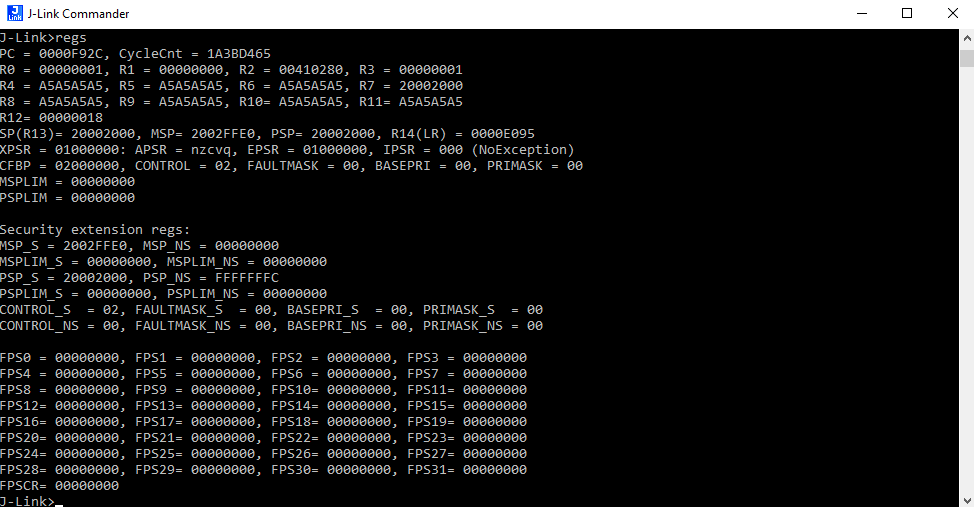 J-Link Commander
J-Link>regs
PC = 0000F92C, CycleCnt = 1A3BD465
R0 = 00000001, R1 = 00000000, R2 = 00410280, R3 = 00000001
R4 = A5A5A5A5, R5 = A5A5A5A5, R6 = A5A5A5A5, R7 = 20002000
R8 = A5A5A5A5, R9 = A5A5A5A5, R10= A5A5A5A5, R11= A5A5A5A5
R12= 00000018
SP(R13)= 20002000, MSP= 2002FFE0, PSP= 20002000, R14(LR) = 0000E095
XPSR = 01000000: APSR = nzcvq, EPSR = 01000000, IPSR = 000 (NoException)
CFBP = 02000000, CONTROL = 02, FAULTMASK = 00, BASEPRI = 00, PRIMASK = 00
MSPLIM = 00000000
PSPLIM = 00000000
Security extension regs:
MSP_S = 2002FFE0, MSP_NS = 00000000
MSPLIM_S = 00000000, MSPLIM_NS = 00000000
PSP_S = 20002000, PSP_NS = FFFFFFFC
PSPLIM_S = 00000000, PSPLIM_NS = 00000000
CONTROL_S  = 02, FAULTMASK_S  = 00, BASEPRI_S  = 00, PRIMASK_S  = 00
CONTROL_NS = 00, FAULTMASK_NS = 00, BASEPRI_NS = 00, PRIMASK_NS = 00
FPS0 = 00000000, FPS1 = 00000000, FPS2 = 00000000, FPS3 = 00000000
FPS4 = 00000000, FPS5 = 00000000, FPS6 = 00000000, FPS7 = 00000000
FPS8 = 00000000, FPS9 = 00000000, FPS10= 00000000, FPS11= 00000000
FPS12= 00000000, FPS13= 00000000, FPS14= 00000000, FPS15= 00000000
FPS16= 00000000, FPS17= 00000000, FPS18= 00000000, FPS19= 00000000
FPS20= 00000000, FPS21= 00000000, FPS22= 00000000, FPS23= 00000000
FPS24= 00000000, FPS25= 00000000, FPS26= 00000000, FPS27= 00000000
FPS28= 00000000, FPS29= 00000000, FPS30= 00000000, FPS31= 00000000
FPSCR= 00000000
J-Link>